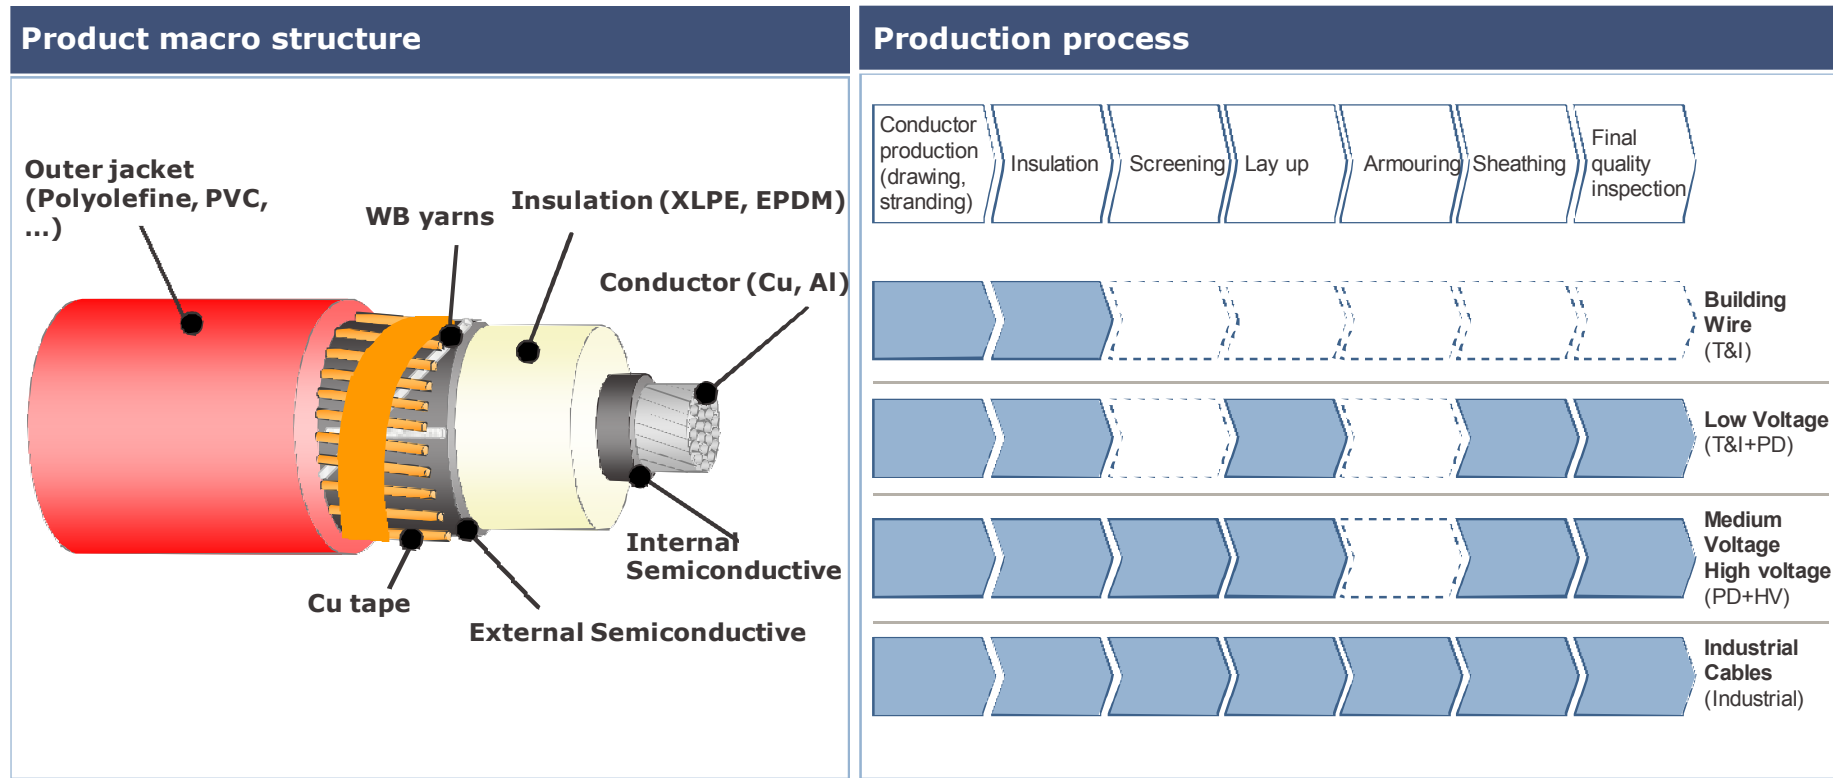 Product macro structure
Outer jacket
(Polyolefine, PVC,
...)
WB yarns
Insulation (XLPE, EPDM)
Conductor (Cu, Al)
Internal
Semiconductive
Cu tape
External Semiconductive
Production process
Conductor
production
(drawing,
stranding)
Insulation
Screening
Lay up
Armouring
Sheathing
Final
quality
inspection
Building
Wire
(T&I)
Low Voltage
(T&I+PD)
Medium
Voltage
High voltage
(PD+HV)
Industrial
Cables
(Industrial)